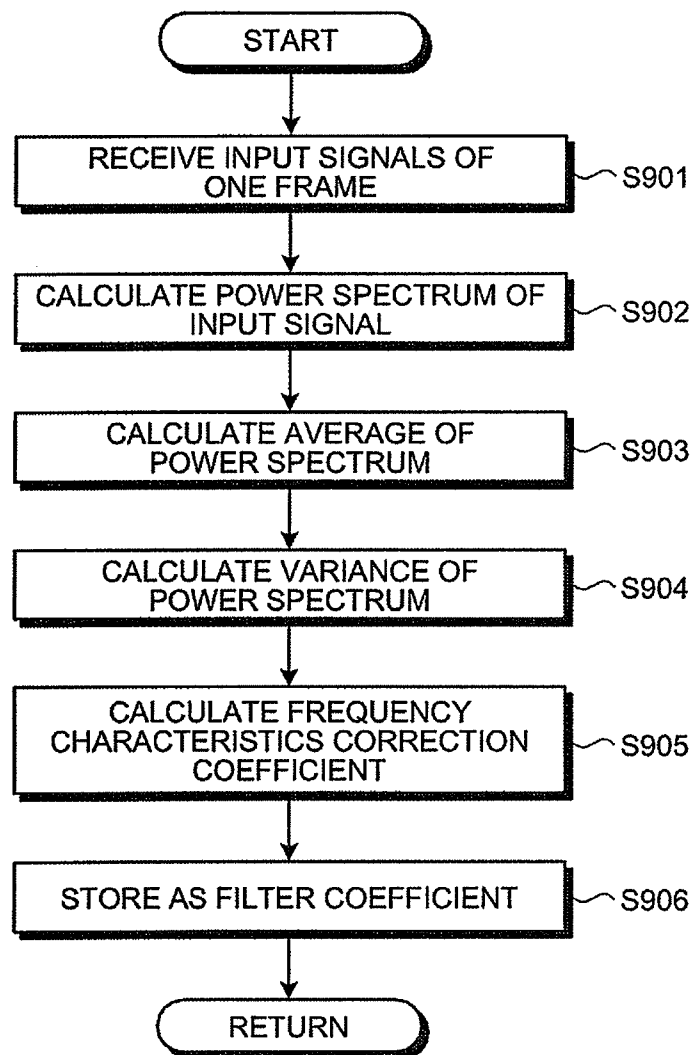 START
RECEIVE INPUT SIGNALS OF
ONE FRAME
S901
CALCULATE POWER SPECTRUM OF
INPUT SIGNAL
S902
CALCULATE AVERAGE OF
POWER SPECTRUM
S903
CALCULATE VARIANCE OF
POWER SPECTRUM
S904
CALCULATE FREQUENCY
CHARACTERISTICS CORRECTION
COEFFICIENT
S905
STORE AS FILTER COEFFICIENT
S906
RETURN